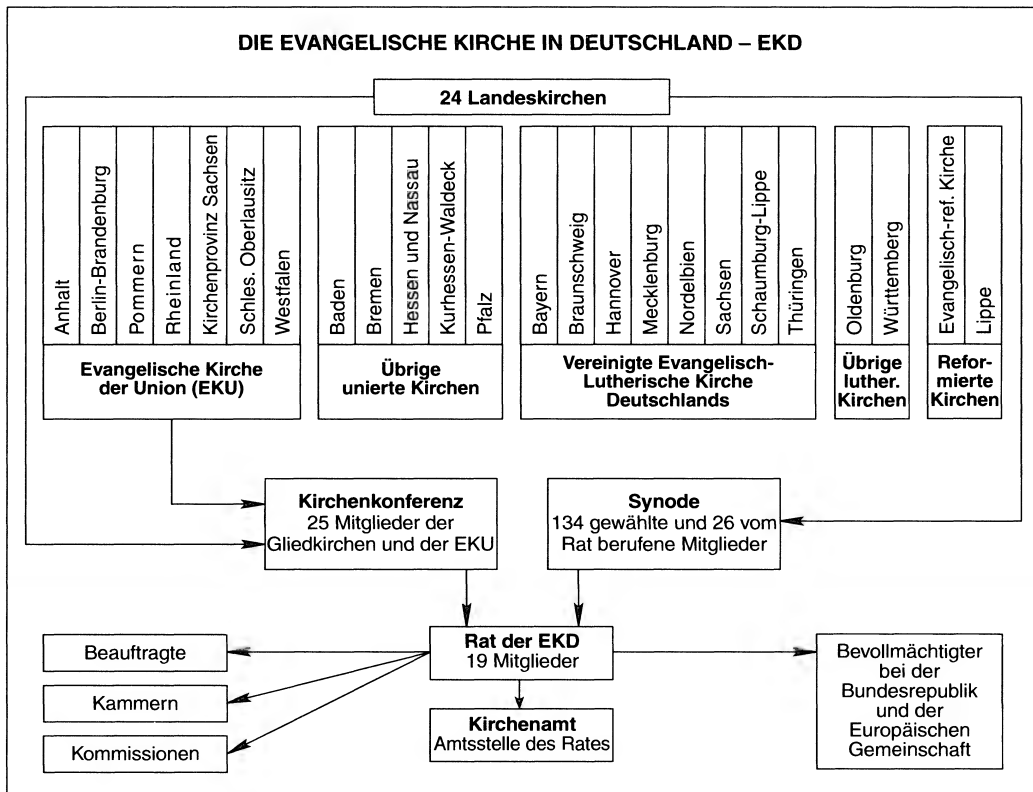 DIE EVANGELISCHE KIRCHE IN DEUTSCHLAND – EKD
24 Landeskirchen
Anhalt
Berlin-Brandenburg
Pommern
Rheinland
Kirchenprovinz Sachsen
Schles. Oberlausitz
Westfalen
Evangelische Kirche
der Union (EKU)
Baden
Bremen
Hessen und Nassau
Kurhessen-Waldeck
Pfalz
Übrige
unierte Kirchen
Bayern
Braunschweig
Hannover
Mecklenburg
Nordelbien
Sachsen
Schaumburg-Lippe
Thüringen
Vereinigte Evangelisch-
Lutherische Kirche
Deutschlands
Oldenburg
Württemberg
Übrige
luther.
Kirchen
Evangelisch-ref. Kirche
Lippe
Refor-
mierte
Kirchen
Kirchenkonferenz
25 Mitglieder der
Gliedkirchen und der EKU
Synode
134 gewählte und 26 vom
Rat berufene Mitglieder
Rat der EKD
19 Mitglieder
Beauftragte
Kammern
Kommissionen
Kirchenamt
Amtsstelle des Rates
Bevollmächtigter
bei der
Bundesrepublik
und der
Europäischen
Gemeinschaft